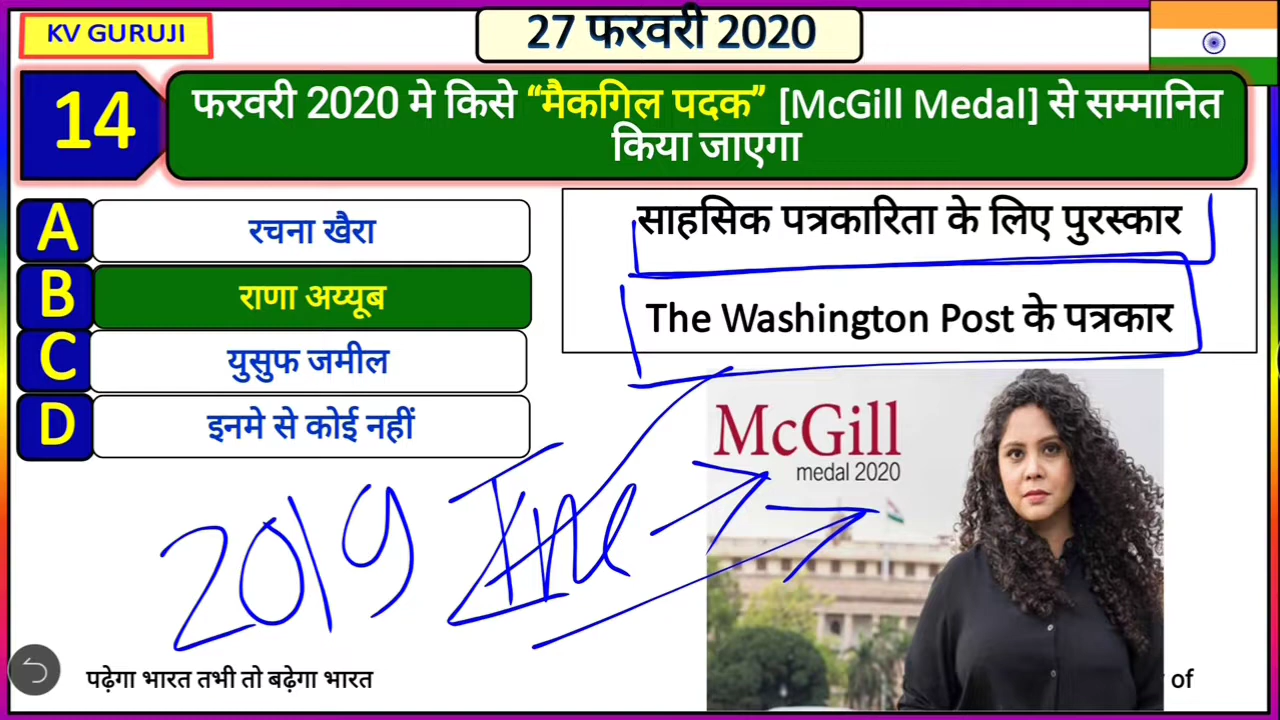 KV GURUJI
27 फरवरी 2020
14
फरवरी 2020 मे किसे “मैकगिल पदक” [McGill Medal] से सम्मानित
किया जाएगा
A रचना खैरा
B राणा अय्यूब
C युसुफ जमील
D इनमे से कोई नहीं
साहसिक पत्रकारिता के लिए पुरस्कार
The Washington Post के पत्रकार
McGill
medal 2020
2019
पढ़ेगा भारत तभी तो बढ़ेगा भारत
of